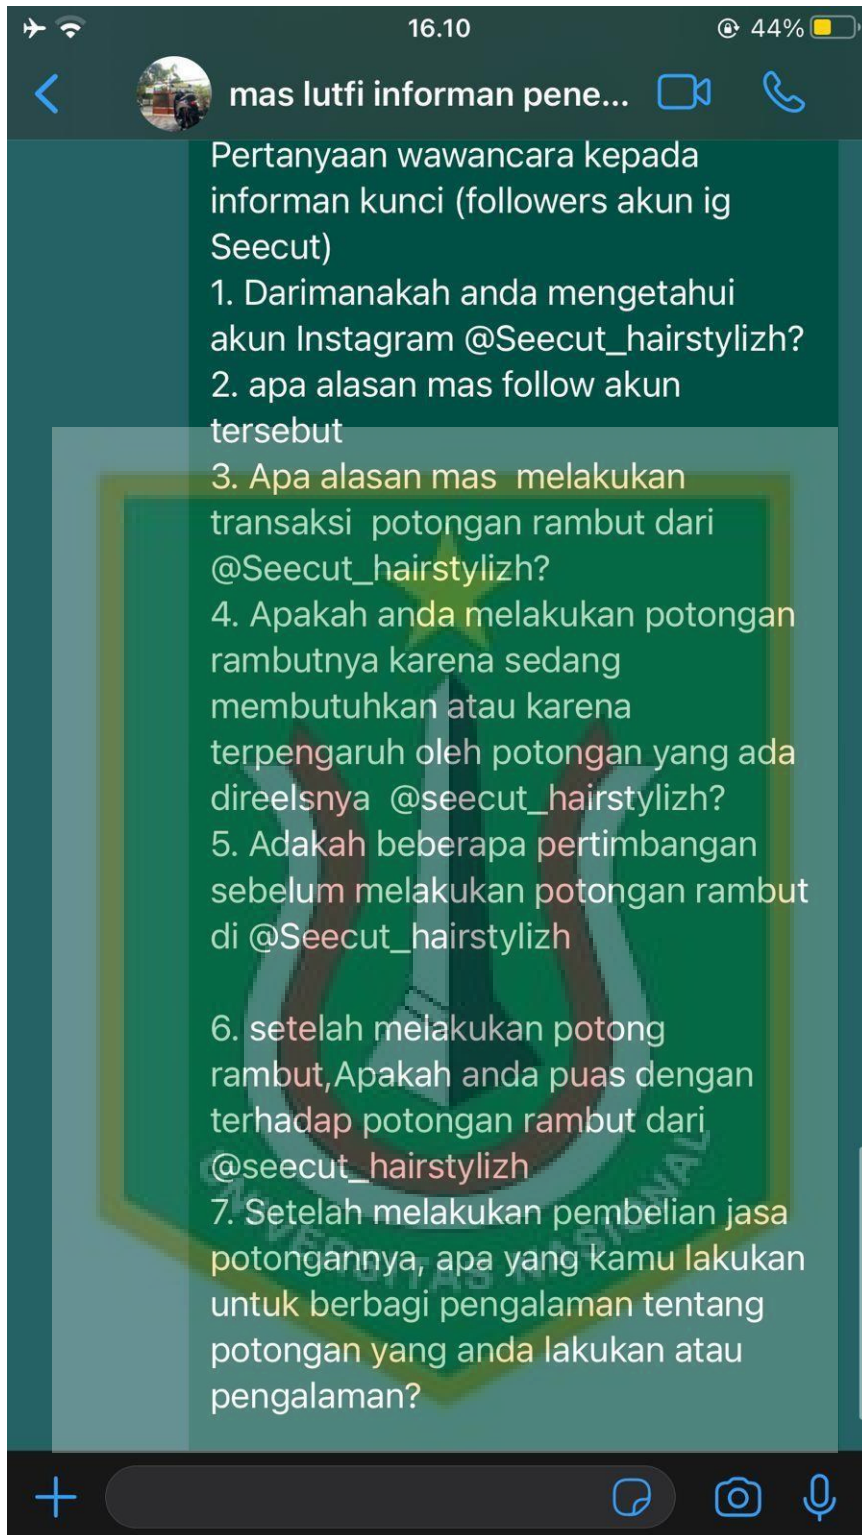 16.10
44%
mas lutfi informan pene...
Pertanyaan wawancara kepada
informan kunci (followers akun ig
Seecut)
1. Darimanakah anda mengetahui
akun Instagram @Seecut_hairstylizh?
2. apa alasan mas follow akun
tersebut
3. Apa alasan mas  melakukan
transaksi  potongan rambut dari
@Seecut_hairstylizh?
4. Apakah anda melakukan potongan
rambutnya karena sedang
membutuhkan atau karena
terpengaruh oleh potongan yang ada
direelsnya  @seecut_hairstylizh?
5. Adakah beberapa pertimbangan
sebelum melakukan potongan rambut
di @Seecut_hairstylizh
6. setelah melakukan potong
rambut,Apakah anda puas dengan
terhadap potongan rambut dari
@seecut_hairstylizh
7. Setelah melakukan pembelian jasa
potongannya, apa yang kamu lakukan
untuk berbagi pengalaman tentang
potongan yang anda lakukan atau
pengalaman?
UNIVERSITAS NASIONAL